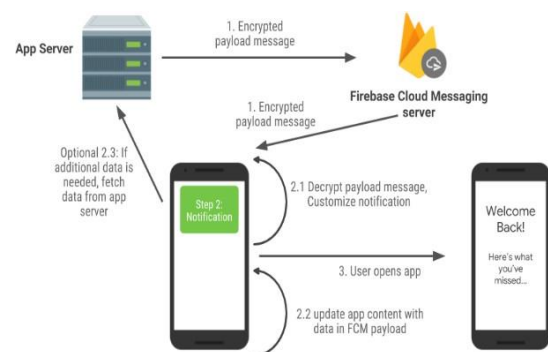 1. Encrypted
payload message
App Server
Firebase Cloud Messaging
server
1. Encrypted
payload message
Optional 2.3: If
additional data is
needed, fetch
data from app
server
Step 2:
Notification
2.1 Decrypt payload message,
Customize notification
3. User opens app
2.2 update app content with
data in FCM payload
Welcome
Back!
Here's what
you've
missed...